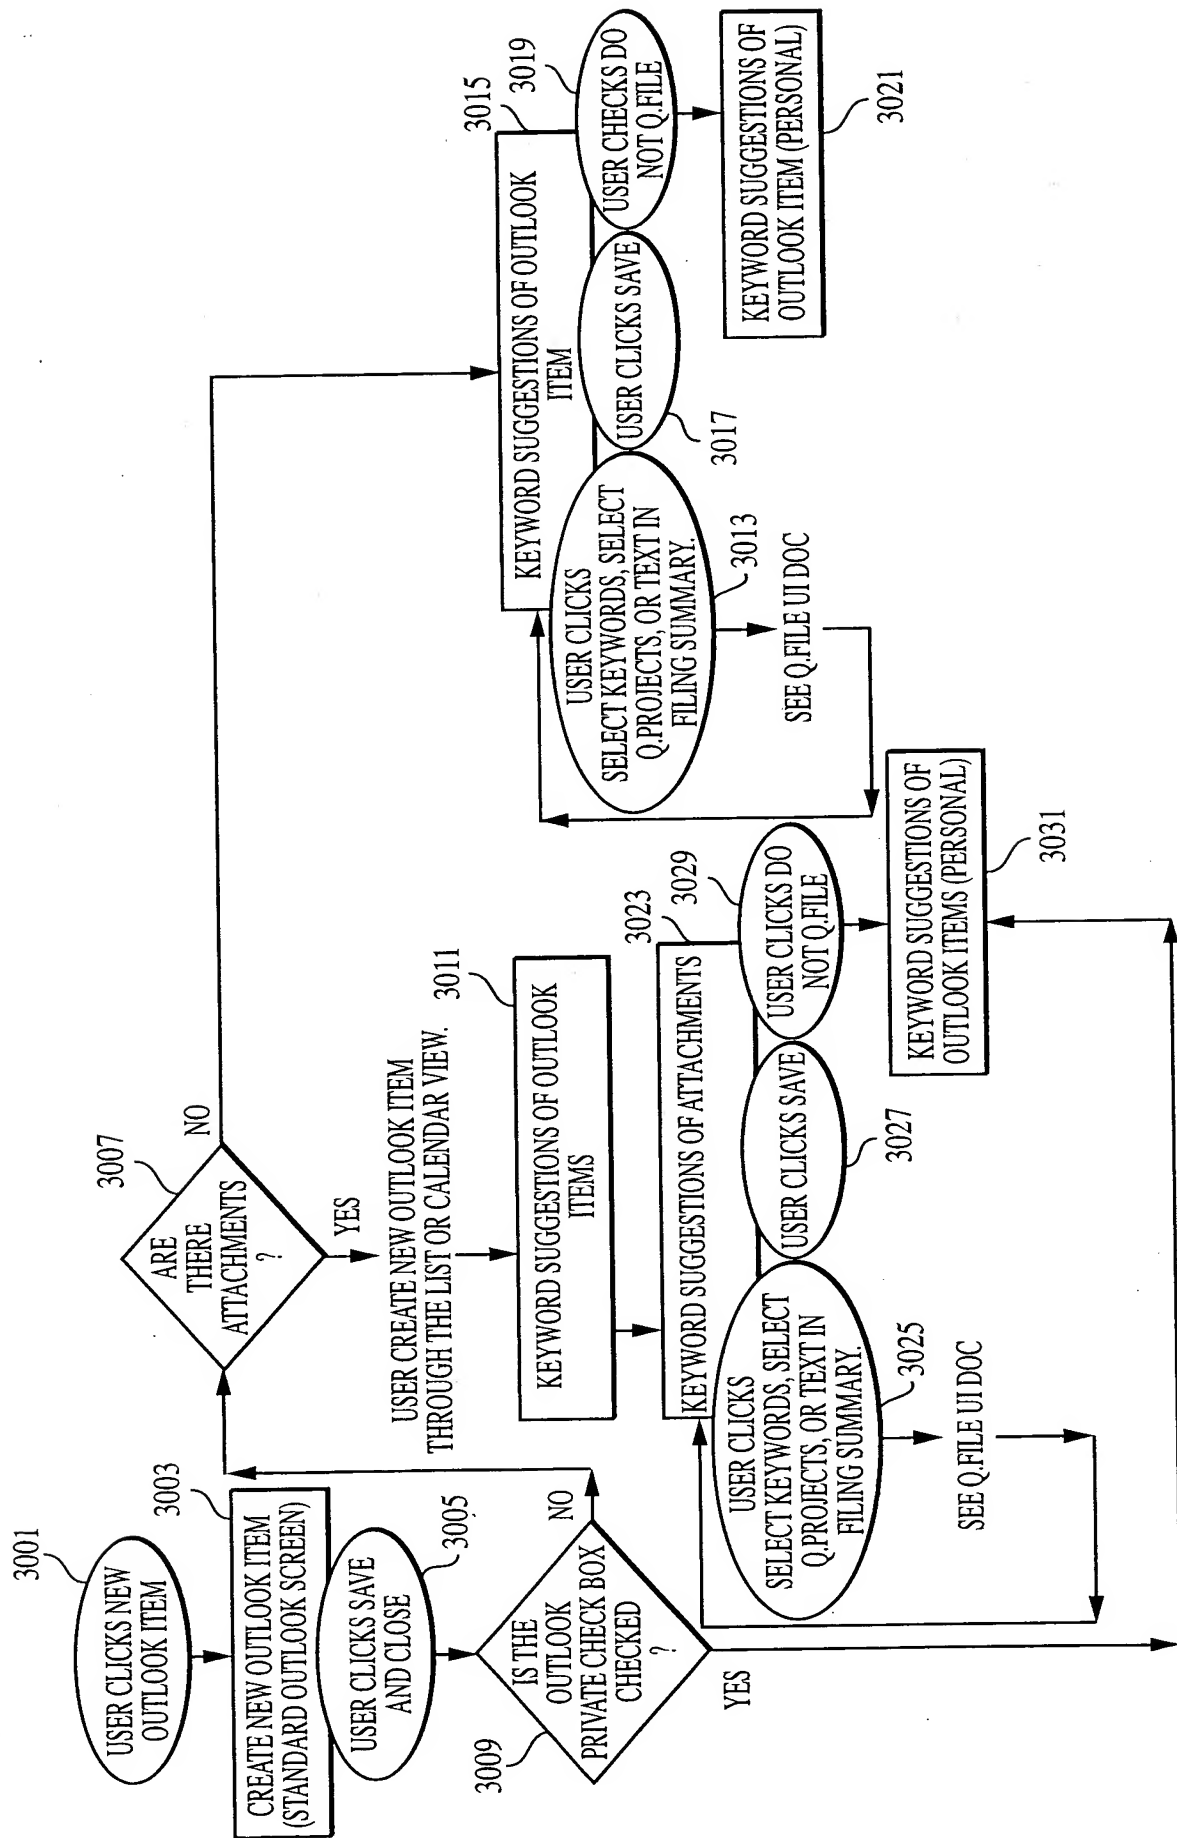 3001
USER CLICKS NEW
OUTLOOK ITEM
3003
CREATE NEW OUTLOOK ITEM
(STANDARD OUTLOOK SCREEN)
USER CLICKS SAVE
AND CLOSE
3005
IS THE
OUTLOOK
PRIVATE CHECK BOX
CHECKED
?
3009
NO
YES
3007
ARE
THERE
ATTACHMENTS
?
NO
YES
USER CREATE NEW OUTLOOK ITEM
THROUGH THE LIST OR CALENDAR VIEW.
3011
KEYWORD SUGGESTIONS OF OUTLOOK
ITEMS
3023
KEYWORD SUGGESTIONS OF ATTACHMENTS
USER CLICKS
SELECT KEYWORDS, SELECT
Q.PROJECTS, OR TEXT IN
FILING SUMMARY.
3025
SEE Q.FILE UI DOC
USER CLICKS SAVE
3027
USER CLICKS DO
NOT Q.FILE
3029
KEYWORD SUGGESTIONS OF
OUTLOOK ITEMS (PERSONAL)
3031
3015
KEYWORD SUGGESTIONS OF OUTLOOK
ITEM
USER CLICKS
SELECT KEYWORDS, SELECT
Q.PROJECTS, OR TEXT IN
FILING SUMMARY.
3013
SEE Q.FILE UI DOC
USER CLICKS SAVE
3017
USER CHECKS DO
NOT Q.FILE
3019
KEYWORD SUGGESTIONS OF
OUTLOOK ITEM (PERSONAL)
3021